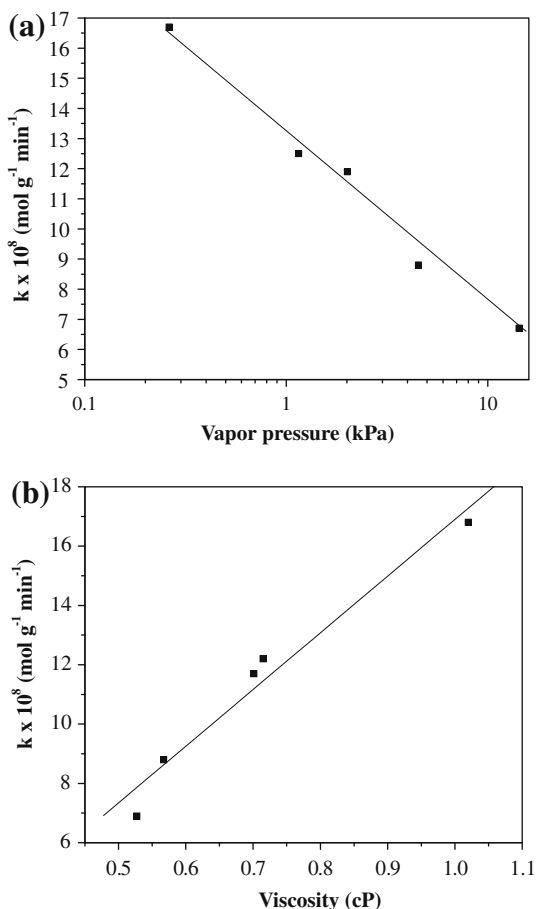 (a)
17
16
15
14
13
12
11
10
9
8
7
6
5
k x 10⁸ (mol g⁻¹ min⁻¹)
0.1 1 10
Vapor pressure (kPa)
(b)
18
16
14
12
10
8
6
k x 10⁸ (mol g⁻¹ min⁻¹)
0.5 0.6 0.7 0.8 0.9 1.0 1.1
Viscosity (cP)